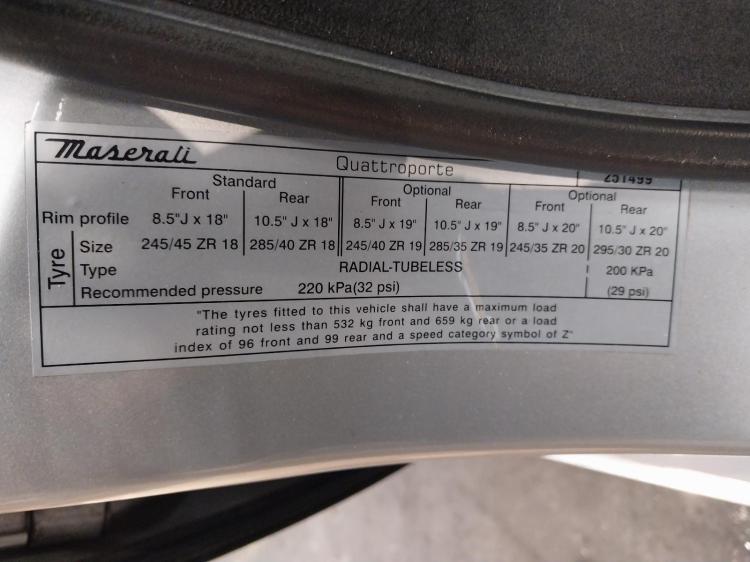 Maserati
Quattroporte
251499
Standard Optional Optional
Front Rear Front Rear Front Rear
Rim profile 8.5"J x 18" 10.5"J x 18" 8.5"J x 19" 10.5"J x 19" 8.5"J x 20" 10.5"J x 20"
Tyre
Size 245/45 ZR 18 285/40 ZR 18 245/40 ZR 19 285/35 ZR 19 245/35 ZR 20 295/30 ZR 20
Type RADIAL-TUBELESS 200 KPa
Recommended pressure 220 kPa(32 psi) (29 psi)
"The tyres fitted to this vehicle shall have a maximum load
rating not less than 532 kg front and 659 kg rear or a load
index of 96 front and 99 rear and a speed category symbol of Z"